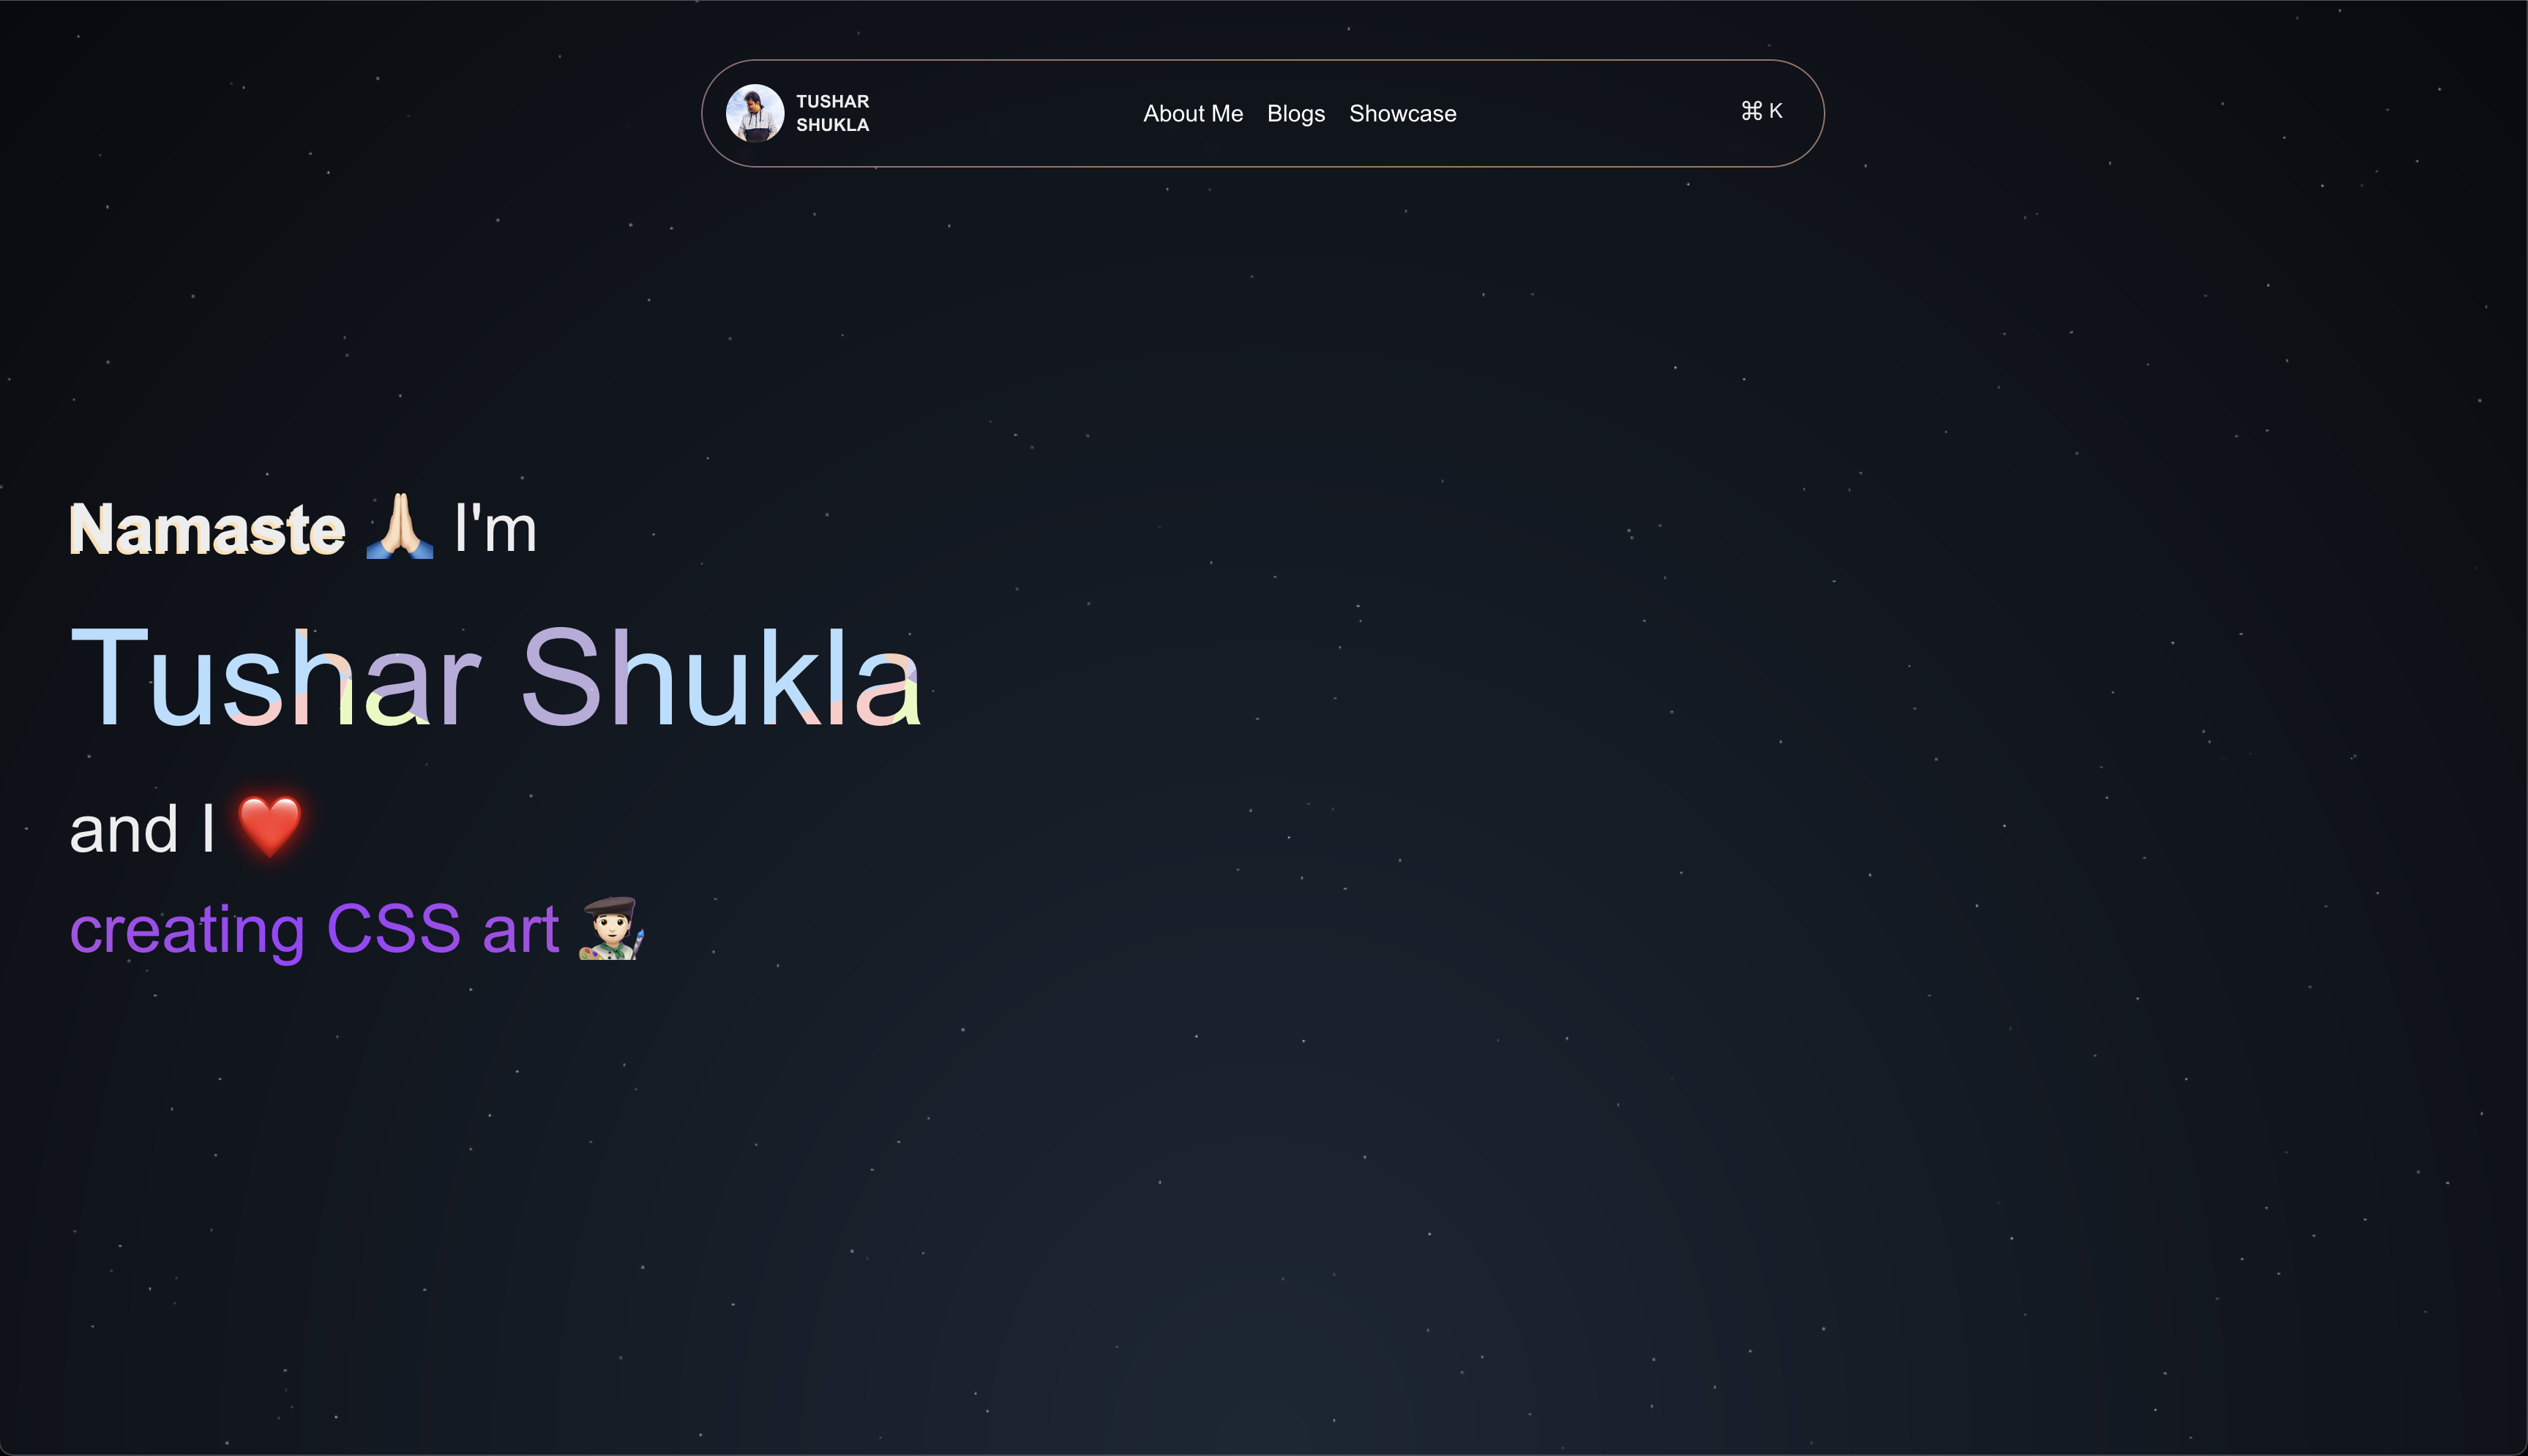 TUSHAR
SHUKLA
About Me Blogs Showcase
⌘ K
Namaste 🙏🏻 I'm
Tushar Shukla
and I ❤️
creating CSS art 🧑🏻‍🎨